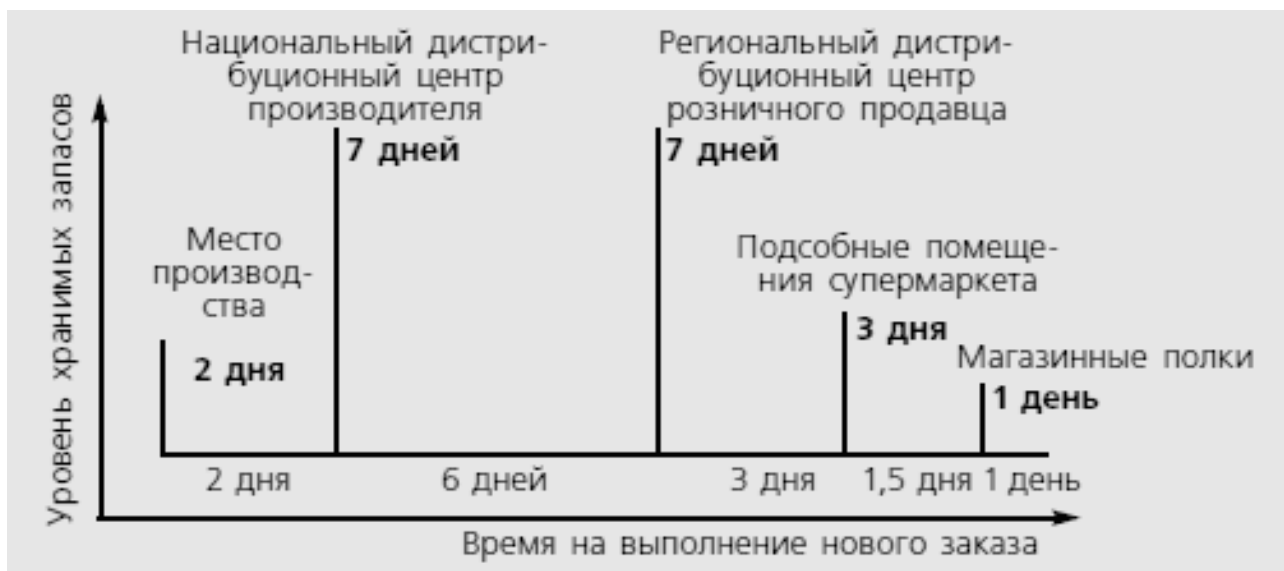 Национальный дистри-
буционный центр
производителя
7 дней
Региональный дистри-
буционный центр
розничного продавца
7 дней
Уровень хранимых запасов
Место
производ-
ства
2 дня
Подсобные помеще-
ния супермаркета
3 дня
Магазинные полки
1 день
2 дня
6 дней
3 дня
1,5 дня
1 день
Время на выполнение нового заказа